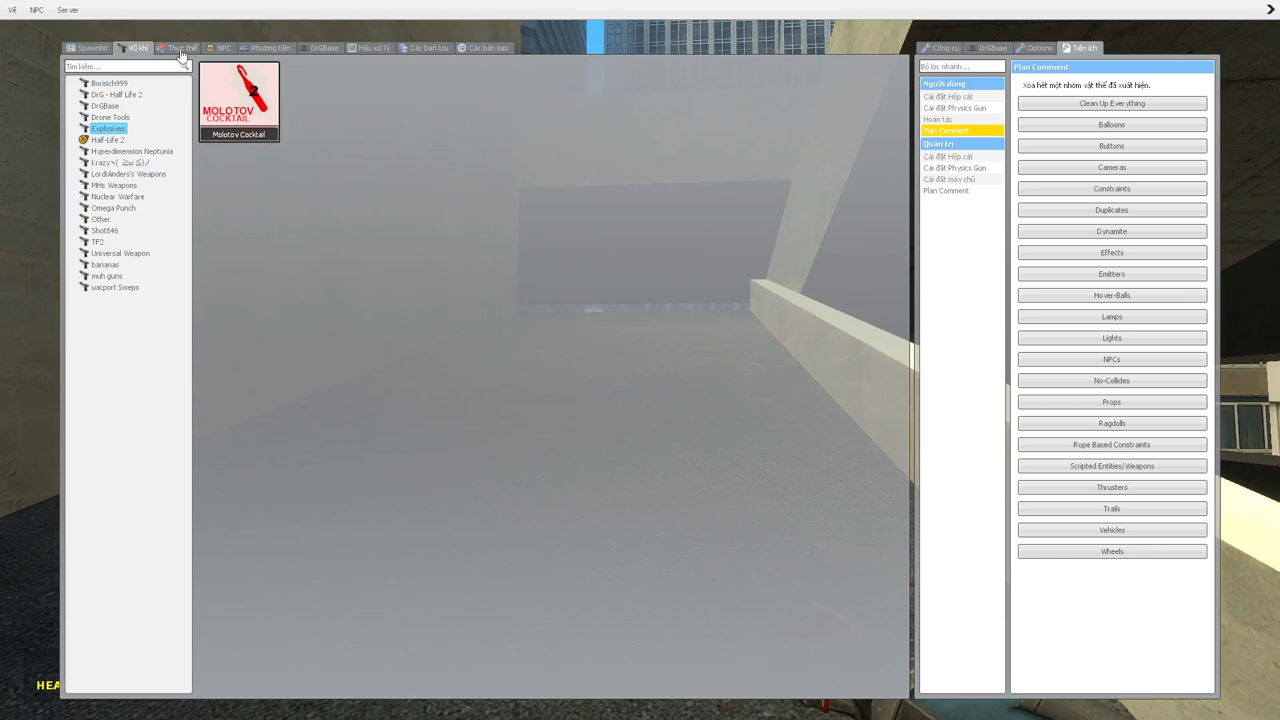 Vẽ NPC Server
Spawnlist Vũ khí Thực thể NPC Phương tiện DrGBase Hậu xử lý Các bản lưu Các bản sao
Công cụ DrGBase Options Tiện ích
Tìm kiếm...
Borisich999
DrG - Half Life 2
DrGBase
Drone Tools
Explosives
Half-Life 2
Hyperdimension Neptunia
LordiAnders's Weapons
MHs Weapons
Nuclear Warfare
Omega Punch
Other
Shot846
TF2
Universal Weapon
bananas
muh guns
uacport Sweps
2
MOLOTOV
COCKTAIL
Molotov Cocktail
Bộ lọc nhanh...
Người dùng
Cài đặt Hộp cát
Cài đặt Physics Gun
Hoàn tác
Plan Comment
Quản trị
Cài đặt Hộp cát
Cài đặt Physics Gun
Cài đặt máy chủ
Plan Comment
Plan Comment
Xóa hết một nhóm vật thể đã xuất hiện.
Clean Up Everything
Balloons
Buttons
Cameras
Constraints
Duplicates
Dynamite
Effects
Emitters
Hover-Balls
Lamps
Lights
NPCs
No-Collides
Props
Ragdolls
Rope Based Constraints
Scripted Entities/Weapons
Thrusters
Trails
Vehicles
Wheels
HEA